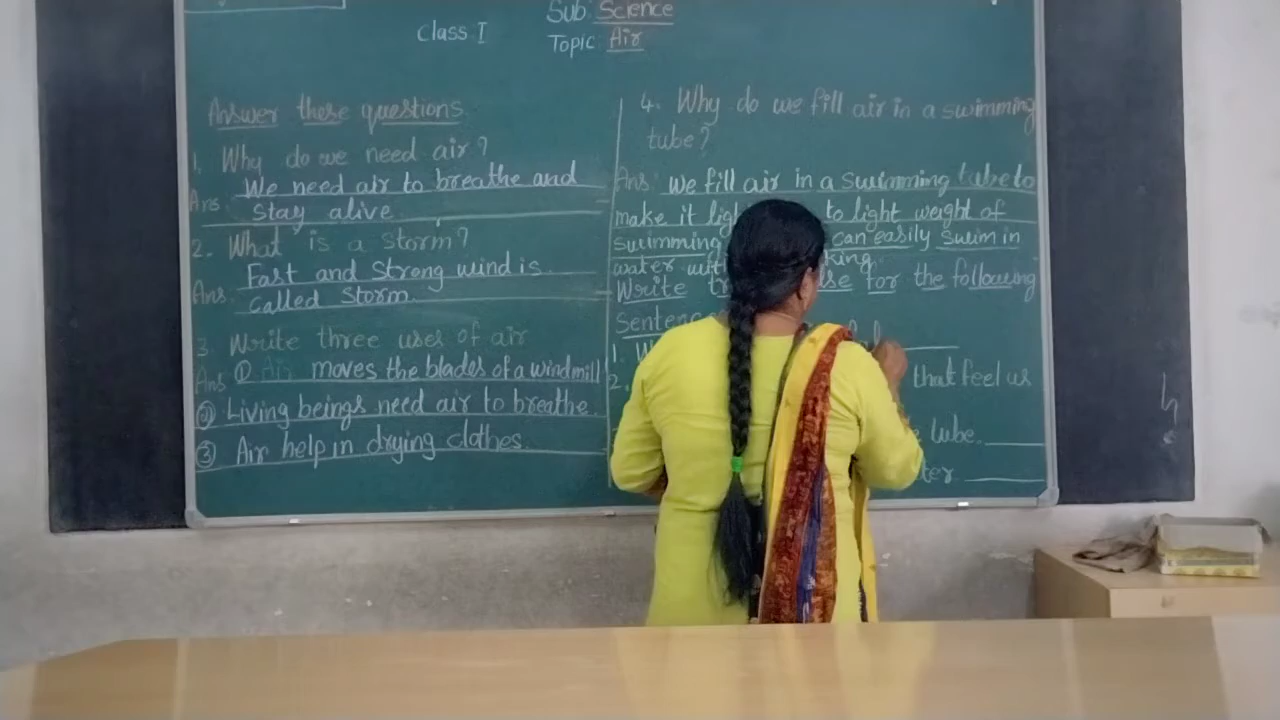 Sub: Science
Class I
Topic Air
Answer these questions
1. Why do we need air?
Ans. We need air to breathe and
stay alive
2. What is a storm?
Ans. Fast and Strong wind is
called Storm.
3. Write three uses of air
Ans ① Air moves the blades of a windmill
② Living beings need air to breathe.
③ Air help in drying clothes.
4. Why do we fill air in a swimming
tube?
Ans. We fill air in a Swimming tube to
make it to light weight of
swimming can easily swim in
water
Write for the following
1.
2. that feel us
tube.